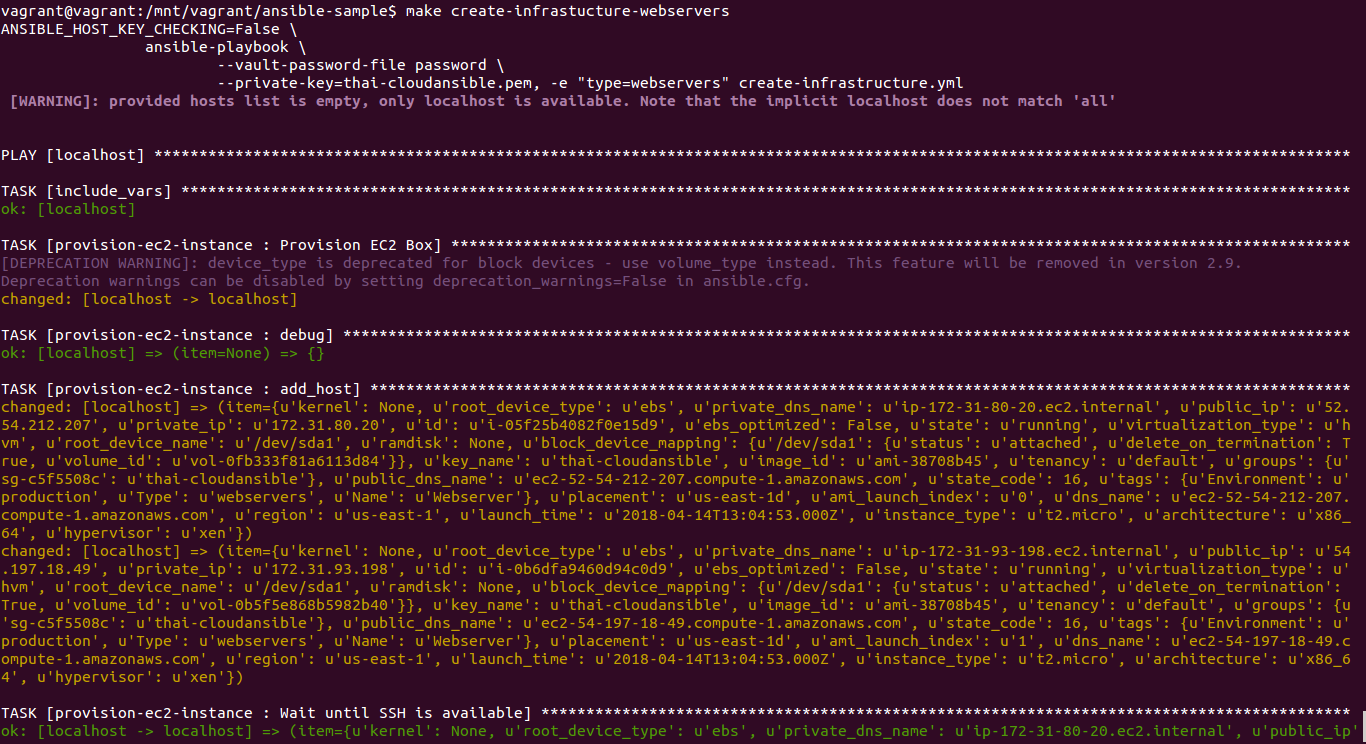 vagrant@vagrant:/mnt/vagrant/ansible-sample$ make create-infrastucture-webservers
ANSIBLE_HOST_KEY_CHECKING=False \
                ansible-playbook \
                        --vault-password-file password \
                        --private-key=thai-cloudansible.pem, -e "type=webservers" create-infrastructure.yml
 [WARNING]: provided hosts list is empty, only localhost is available. Note that the implicit localhost does not match 'all'
PLAY [localhost] *************************************************************************************************************************************
TASK [include_vars] **********************************************************************************************************************************
ok: [localhost]
TASK [provision-ec2-instance : Provision EC2 Box] ****************************************************************************************************
[DEPRECATION WARNING]: device_type is deprecated for block devices - use volume_type instead. This feature will be removed in version 2.9.
Deprecation warnings can be disabled by setting deprecation_warnings=False in ansible.cfg.
changed: [localhost -> localhost]
TASK [provision-ec2-instance : debug] ****************************************************************************************************************
ok: [localhost] => (item=None) => {}
TASK [provision-ec2-instance : add_host] *************************************************************************************************************
changed: [localhost] => (item={u'kernel': None, u'root_device_type': u'ebs', u'private_dns_name': u'ip-172-31-80-20.ec2.internal', u'public_ip': u'52.
54.212.207', u'private_ip': u'172.31.80.20', u'id': u'i-05f25b4082f0e15d9', u'ebs_optimized': False, u'state': u'running', u'virtualization_type': u'h
vm', u'root_device_name': u'/dev/sda1', u'ramdisk': None, u'block_device_mapping': {u'/dev/sda1': {u'status': u'attached', u'delete_on_termination': T
rue, u'volume_id': u'vol-0fb333f81a6113d84'}}, u'key_name': u'thai-cloudansible', u'image_id': u'ami-38708b45', u'tenancy': u'default', u'groups': {u'
sg-c5f5508c': u'thai-cloudansible'}, u'public_dns_name': u'ec2-52-54-212-207.compute-1.amazonaws.com', u'state_code': 16, u'tags': {u'Environment': u'
production', u'Type': u'webservers', u'Name': u'Webserver'}, u'placement': u'us-east-1d', u'ami_launch_index': u'0', u'dns_name': u'ec2-52-54-212-207.
compute-1.amazonaws.com', u'region': u'us-east-1', u'launch_time': u'2018-04-14T13:04:53.000Z', u'instance_type': u't2.micro', u'architecture': u'x86_
64', u'hypervisor': u'xen'})
changed: [localhost] => (item={u'kernel': None, u'root_device_type': u'ebs', u'private_dns_name': u'ip-172-31-93-198.ec2.internal', u'public_ip': u'54
.197.18.49', u'private_ip': u'172.31.93.198', u'id': u'i-0b6dfa9460d94c0d9', u'ebs_optimized': False, u'state': u'running', u'virtualization_type': u'
hvm', u'root_device_name': u'/dev/sda1', u'ramdisk': None, u'block_device_mapping': {u'/dev/sda1': {u'status': u'attached', u'delete_on_termination':
True, u'volume_id': u'vol-0b5f5e868b5982b40'}}, u'key_name': u'thai-cloudansible', u'image_id': u'ami-38708b45', u'tenancy': u'default', u'groups': {u
'sg-c5f5508c': u'thai-cloudansible'}, u'public_dns_name': u'ec2-54-197-18-49.compute-1.amazonaws.com', u'state_code': 16, u'tags': {u'Environment': u'
production', u'Type': u'webservers', u'Name': u'Webserver'}, u'placement': u'us-east-1d', u'ami_launch_index': u'1', u'dns_name': u'ec2-54-197-18-49.c
ompute-1.amazonaws.com', u'region': u'us-east-1', u'launch_time': u'2018-04-14T13:04:53.000Z', u'instance_type': u't2.micro', u'architecture': u'x86_6
4', u'hypervisor': u'xen'})
TASK [provision-ec2-instance : Wait until SSH is available] ******************************************************************************************
ok: [localhost -> localhost] => (item={u'kernel': None, u'root_device_type': u'ebs', u'private_dns_name': u'ip-172-31-80-20.ec2.internal', u'public_ip'